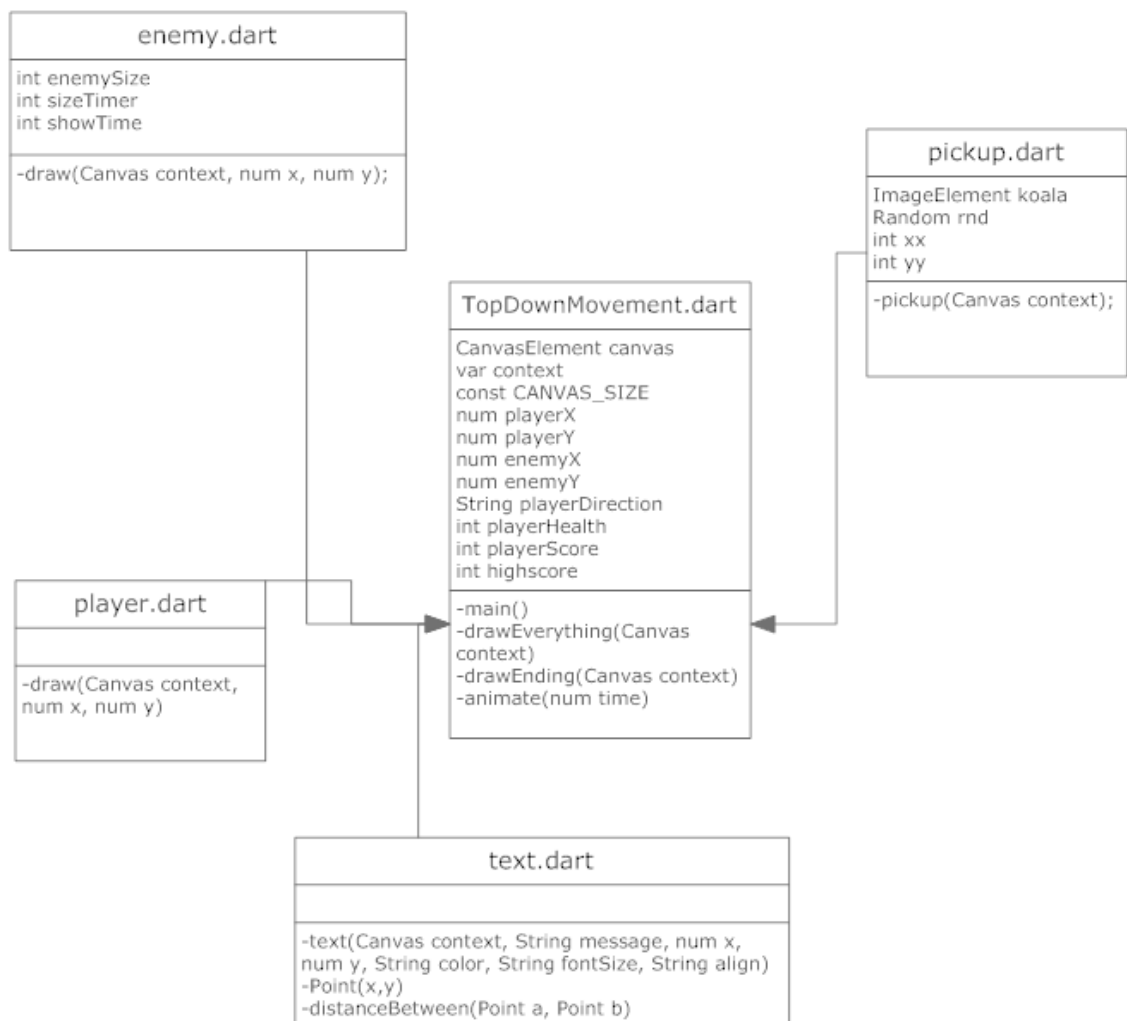 enemy.dart
int enemySize
int sizeTimer
int showTime
-draw(Canvas context, num x, num y);
pickup.dart
ImageElement koala
Random rnd
int xx
int yy
-pickup(Canvas context);
TopDownMovement.dart
CanvasElement canvas
var context
const CANVAS_SIZE
num playerX
num playerY
num enemyX
num enemyY
String playerDirection
int playerHealth
int playerScore
int highscore
-main()
-drawEverything(Canvas
context)
-drawEnding(Canvas context)
-animate(num time)
player.dart
-draw(Canvas context,
num x, num y)
text.dart
-text(Canvas context, String message, num x,
num y, String color, String fontSize, String align)
-Point(x,y)
-distanceBetween(Point a, Point b)